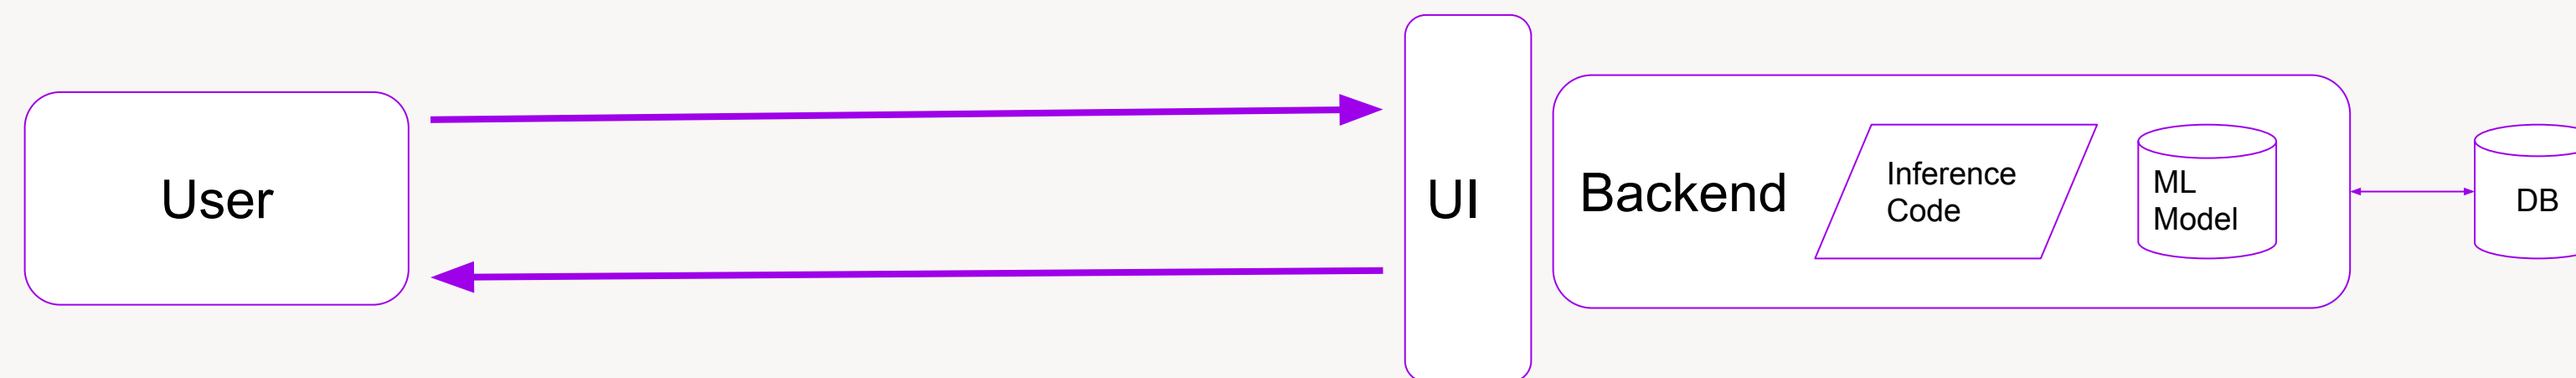 User
UI
Backend
Inference
Code
ML
Model
DB